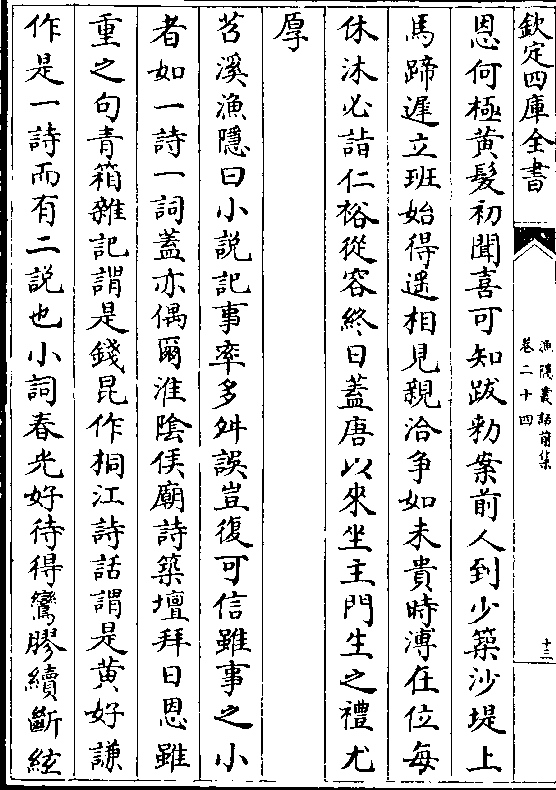 欽定四庫全書
漁隱叢話前集
卷二十四
十三
恩何極黃髮初聞喜可知跋勅案前人到少築沙堤上
馬蹄遲立班始得遥相見親洽争如未貴時溥在位每
休沐必詣仁裕從容終日蓋唐以來坐主門生之禮尤
厚
苕溪漁隱曰小説記事率多舛誤豈復可信雖事之小
者如一詩一詞蓋亦偶爾淮陰侯廟詩築壇拜日恩雖
重之句青箱雜記謂是錢昆作桐江詩話謂是黃好謙
作是一詩而有二説也小詞春光好待得鸞膠續斷絃